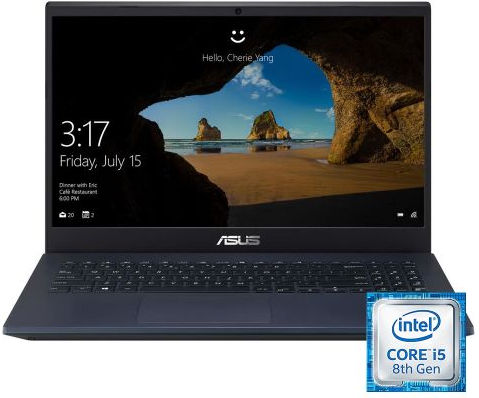 Hello, Cherie Yang
3:17
Friday, July 15
Dinner with Eric
Café Restaurant
6:00 PM
20
2
ASUS
intel
CORE i5
8th Gen